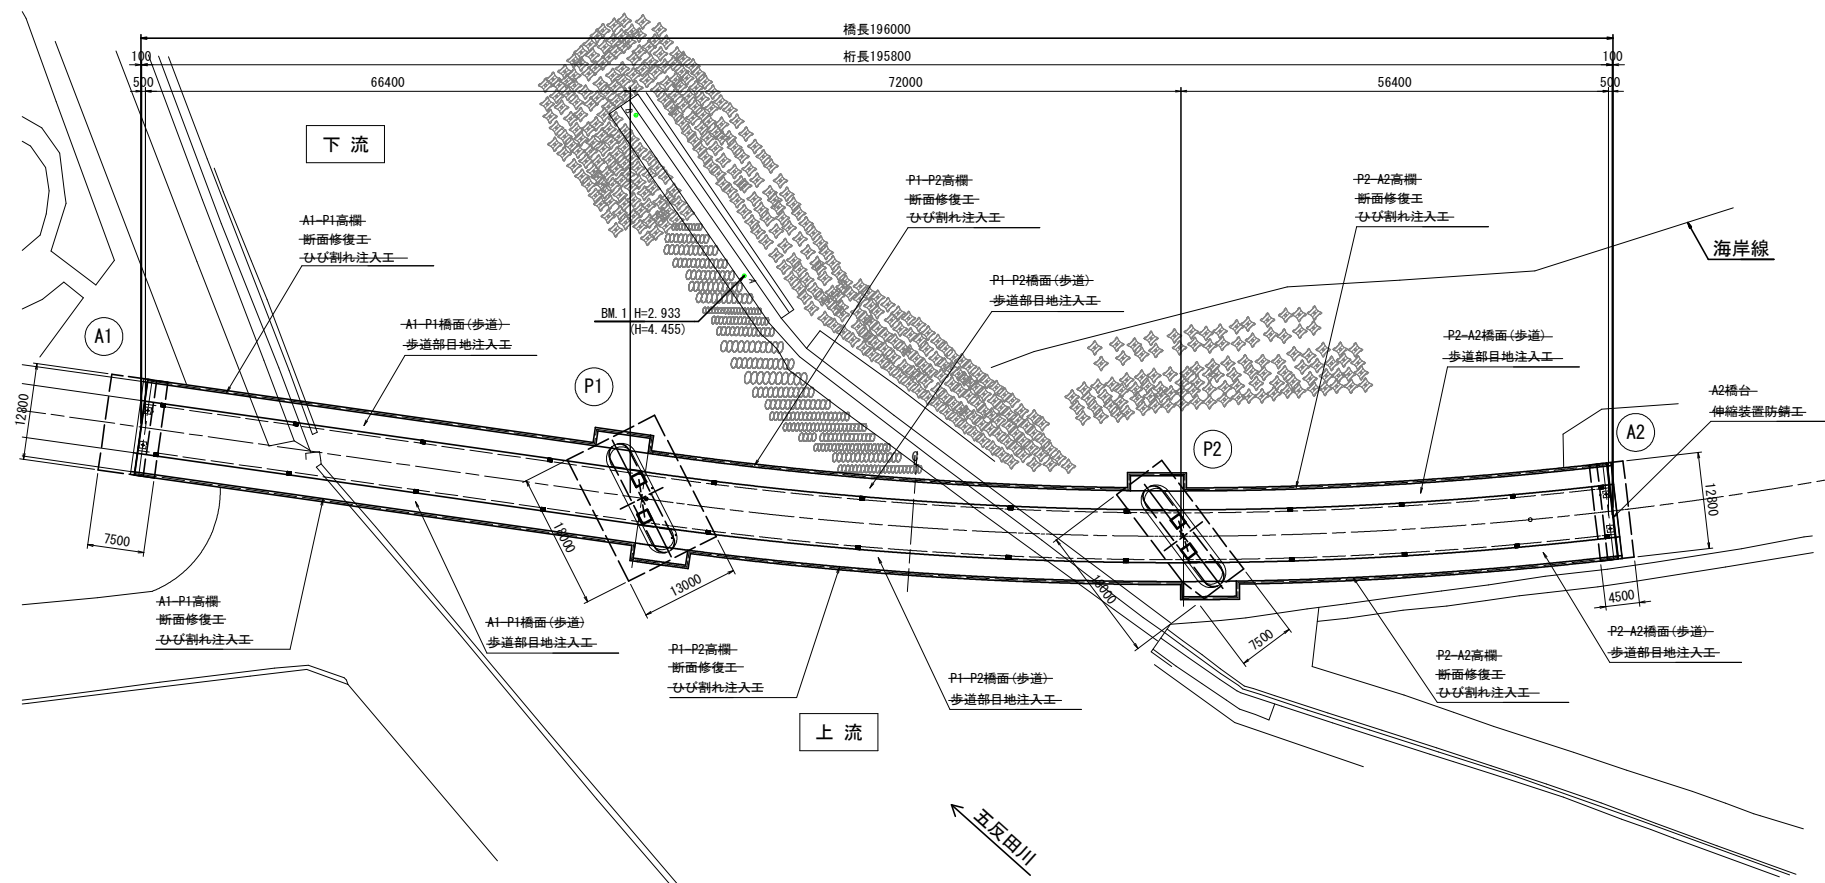 橋長196000
100 桁長195800 100
500 66400 72000 56400 500
下 流
P1-P2高欄
断面修復工
ひび割れ注入工
P2-A2高欄
断面修復工
ひび割れ注入工
A1-P1高欄
断面修復工
ひび割れ注入工
海岸線
P1-P2橋面(歩道)
歩道部目地注入工
BM.1 H=2.933
(H=4.455)
A1
A1-P1橋面(歩道)
歩道部目地注入工
P2-A2橋面(歩道)
歩道部目地注入工
P1
A2橋台
伸縮装置防錆工
12800
P2
A2
12800
7500
18000
13000
18000
7500
4500
A1-P1高欄
断面修復工
ひび割れ注入工
A1-P1橋面(歩道)
歩道部目地注入工
P1-P2高欄
断面修復工
ひび割れ注入工
P1-P2橋面(歩道)
歩道部目地注入工
P2-A2高欄
断面修復工
ひび割れ注入工
P2-A2橋面(歩道)
歩道部目地注入工
上 流
五反田川